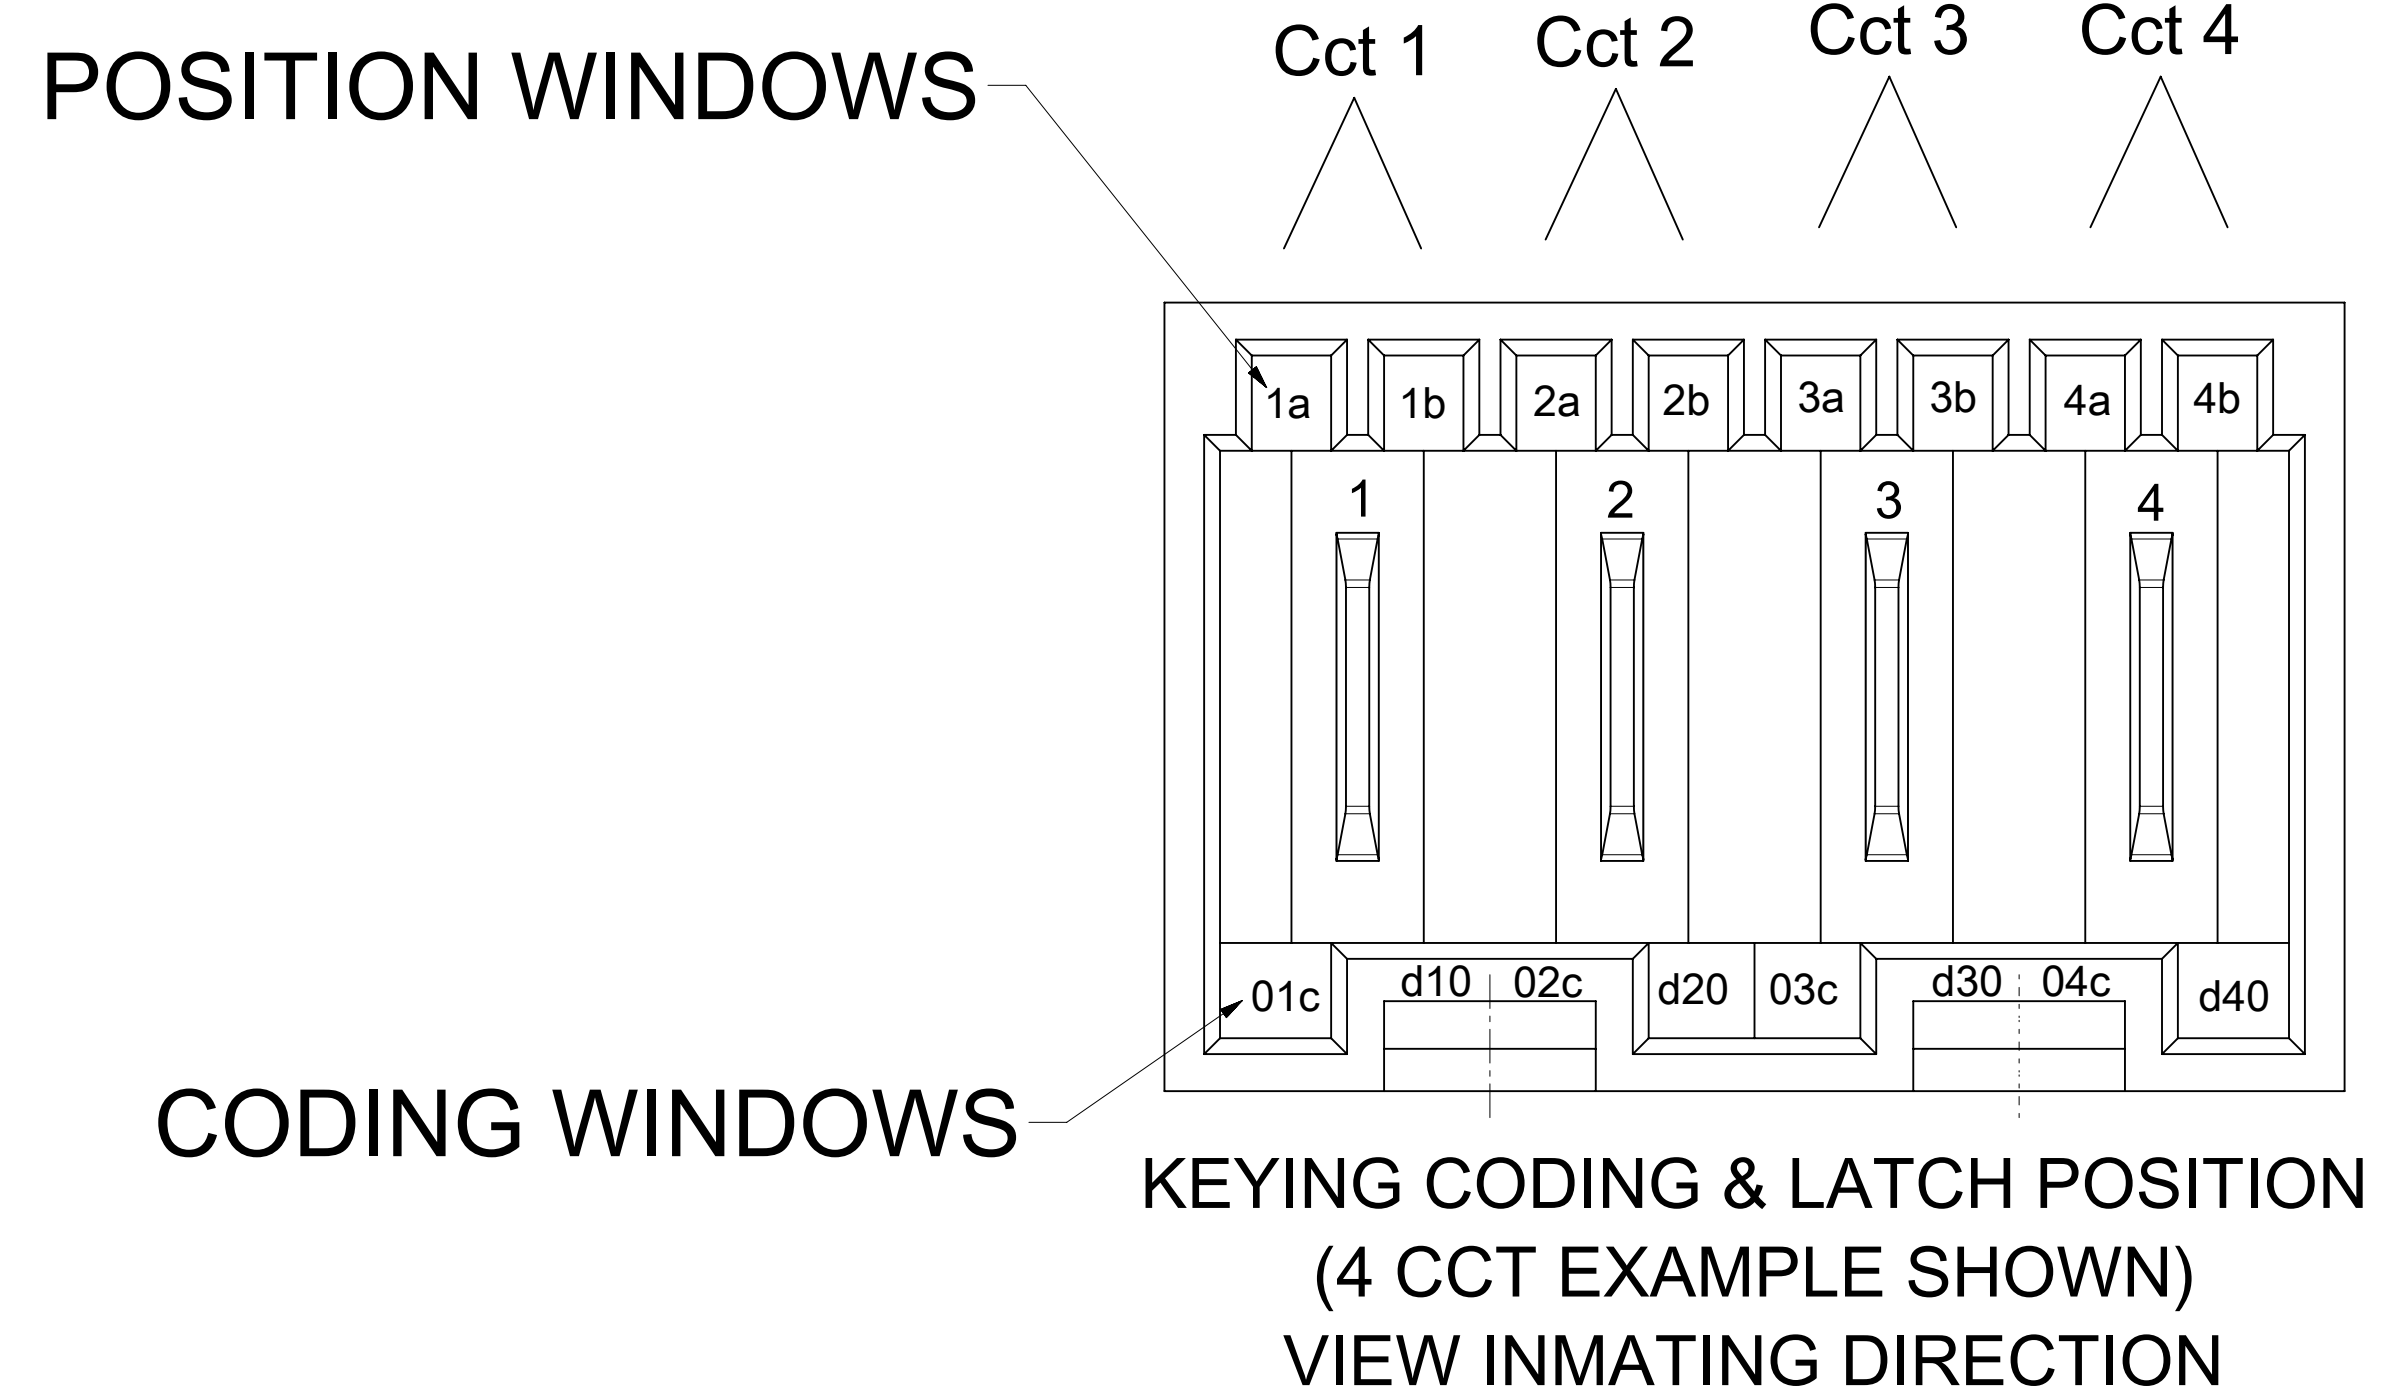 Cct 1 Cct 2 Cct 3 Cct 4
POSITION WINDOWS
1a 1b 2a 2b 3a 3b 4a 4b
1 2 3 4
01c d10 02c d20 03c d30 04c d40
CODING WINDOWS
KEYING CODING & LATCH POSITION
(4 CCT EXAMPLE SHOWN)
VIEW INMATING DIRECTION